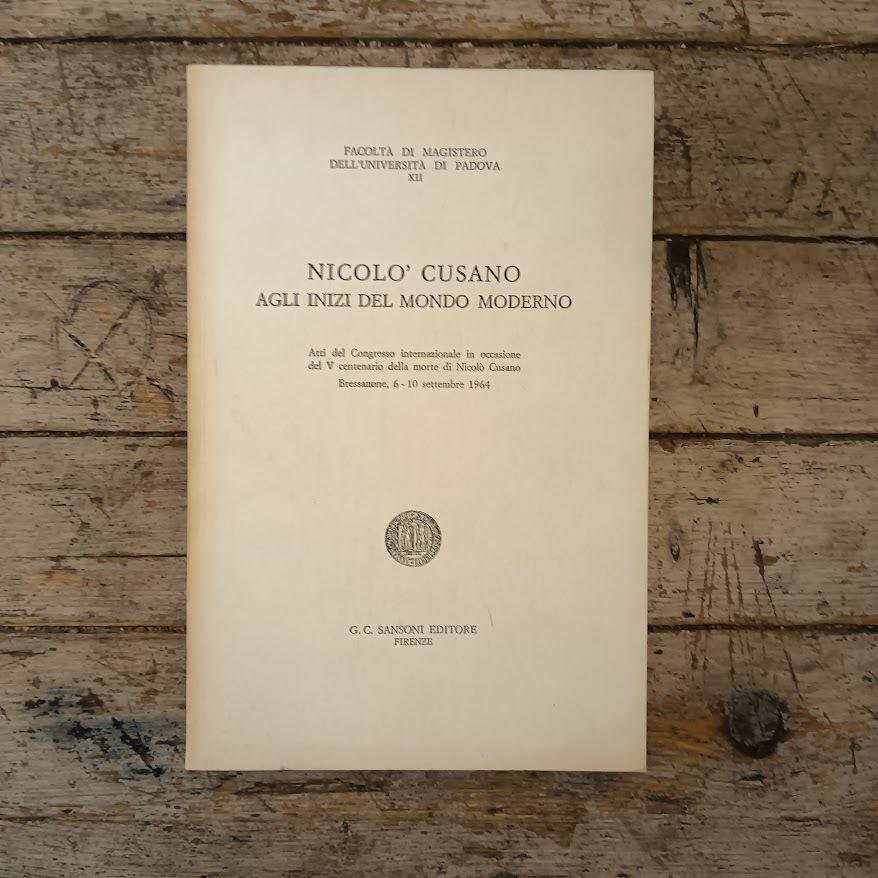 FACOLTÀ DI MAGISTERO
DELL'UNIVERSITÀ DI PADOVA
XII
NICOLO' CUSANO
AGLI INIZI DEL MONDO MODERNO
Atti del Congresso internazionale in occasione
del V centenario della morte di Nicolò Cusano
Bressanone, 6 - 10 settembre 1964
G. C. SANSONI EDITORE
FIRENZE